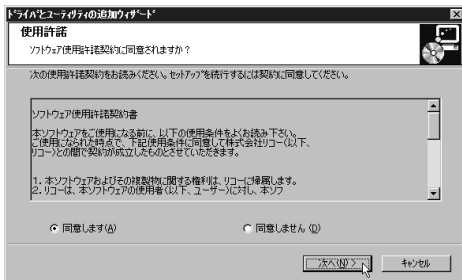 ドライバとユーティリティの追加ウィザード
使用許諾
ソフトウェア使用許諾契約に同意されますか?
次の使用許諾契約をお読みください。セットアップを続行するには契約に同意してください。
ソフトウェア使用許諾契約書
本ソフトウェアをご使用になる前に、以下の使用条件をよくお読み下さい。
ご使用になられた時点で、下記使用条件に同意して株式会社リコー(以下、
リコー)との間で契約が成立したものとさせていただきます。
1. 本ソフトウェアおよびその複製物に関する権利は、リコーに帰属します。
2. リコーは、本ソフトウェアの使用者(以下、ユーザー)に対し、本ソフ
同意します(A)
同意しません(D)
次へ(N) >
キャンセル